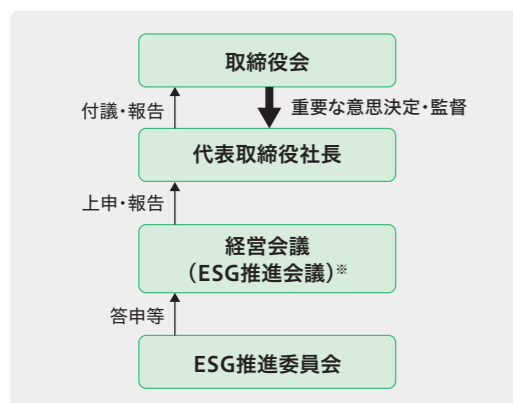 取締役会
付議・報告
重要な意思決定・監督
代表取締役社長
上申・報告
経営会議
（ESG推進会議）※
答申等
ESG推進委員会